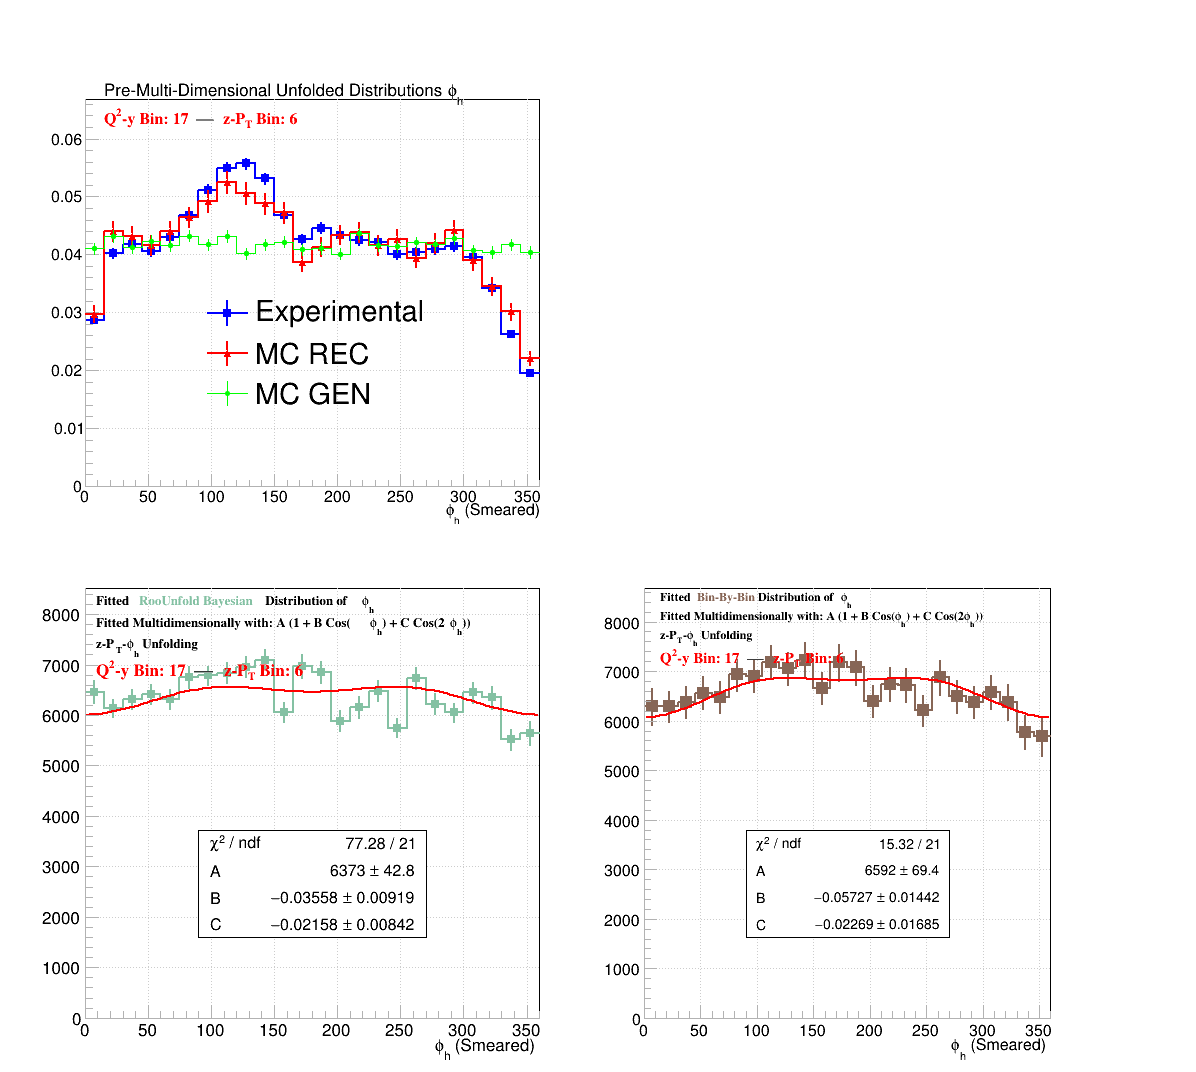 Pre-Multi-Dimensional Unfolded Distributions ϕh
Q²-y Bin: 17 — z-PT Bin: 6
0.06
0.05
0.04
0.03
0.02
0.01
0
Experimental
MC REC
MC GEN
0 50 100 150 200 250 300 350
ϕh (Smeared)
Fitted RooUnfold Bayesian Distribution of ϕh
Fitted Multidimensionally with: A (1 + B Cos( ϕh) + C Cos(2 ϕh))
z-PT-ϕh Unfolding
Q²-y Bin: 17 — z-PT Bin: 6
8000
7000
6000
5000
4000
3000
2000
1000
0
χ² / ndf 77.28 / 21
A 6373 ± 42.8
B −0.03558 ± 0.00919
C −0.02158 ± 0.00842
0 50 100 150 200 250 300 350
ϕh (Smeared)
Fitted Bin-By-Bin Distribution of ϕh
Fitted Multidimensionally with: A (1 + B Cos(ϕh) + C Cos(2ϕh))
z-PT-ϕh Unfolding
Q²-y Bin: 17 — z-PT Bin: 6
8000
7000
6000
5000
4000
3000
2000
1000
0
χ² / ndf 15.32 / 21
A 6592 ± 69.4
B −0.05727 ± 0.01442
C −0.02269 ± 0.01685
0 50 100 150 200 250 300 350
ϕh (Smeared)